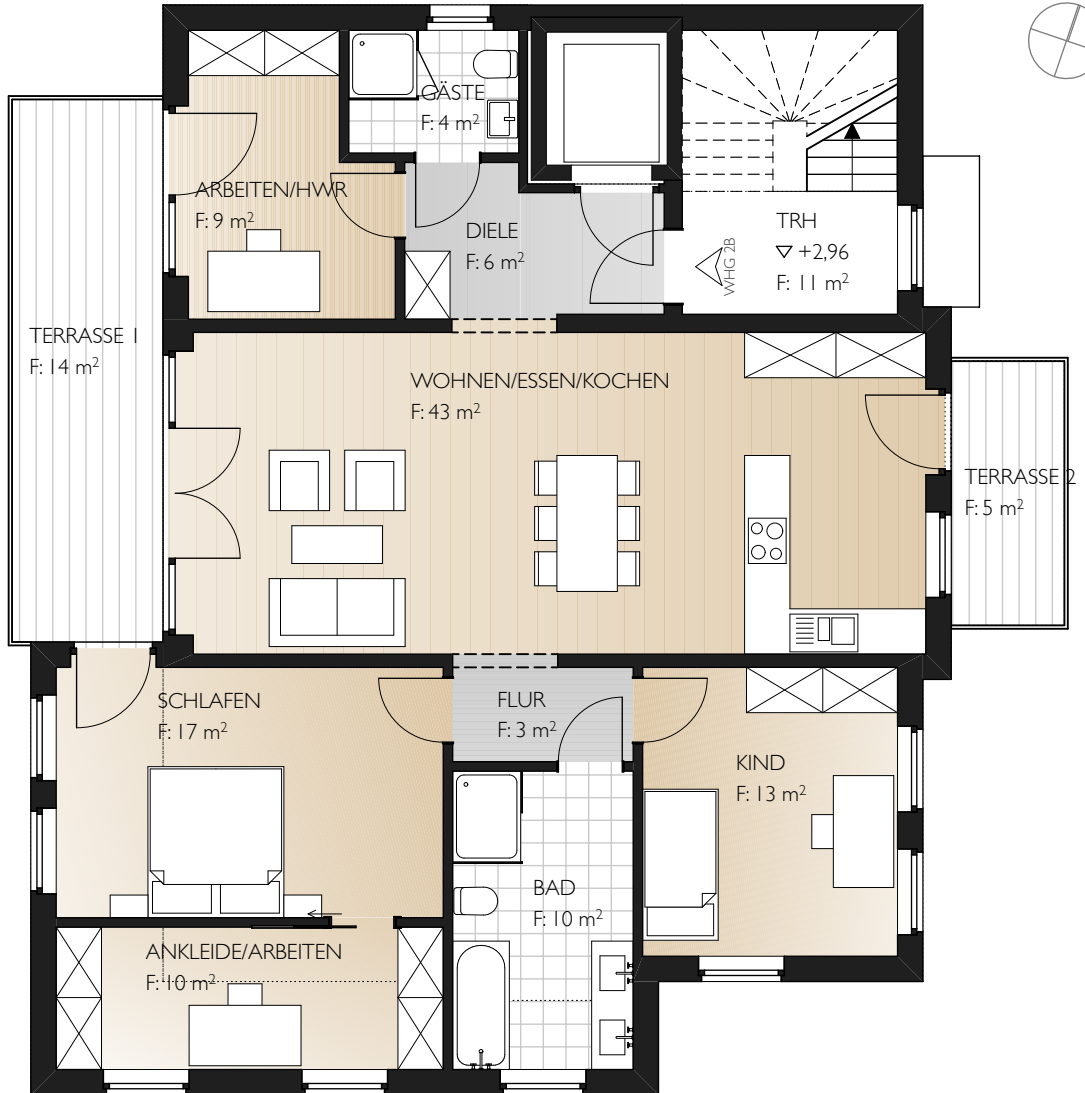 GÄSTE
F: 4 m²
ARBEITEN/HWR
F: 9 m²
DIELE
F: 6 m²
WHG 2B
TRH
+2,96
F: 11 m²
TERRASSE 1
F: 14 m²
WOHNEN/ESSEN/KOCHEN
F: 43 m²
TERRASSE 2
F: 5 m²
SCHLAFEN
F: 17 m²
FLUR
F: 3 m²
KIND
F: 13 m²
BAD
F: 10 m²
ANKLEIDE/ARBEITEN
F: 10 m²